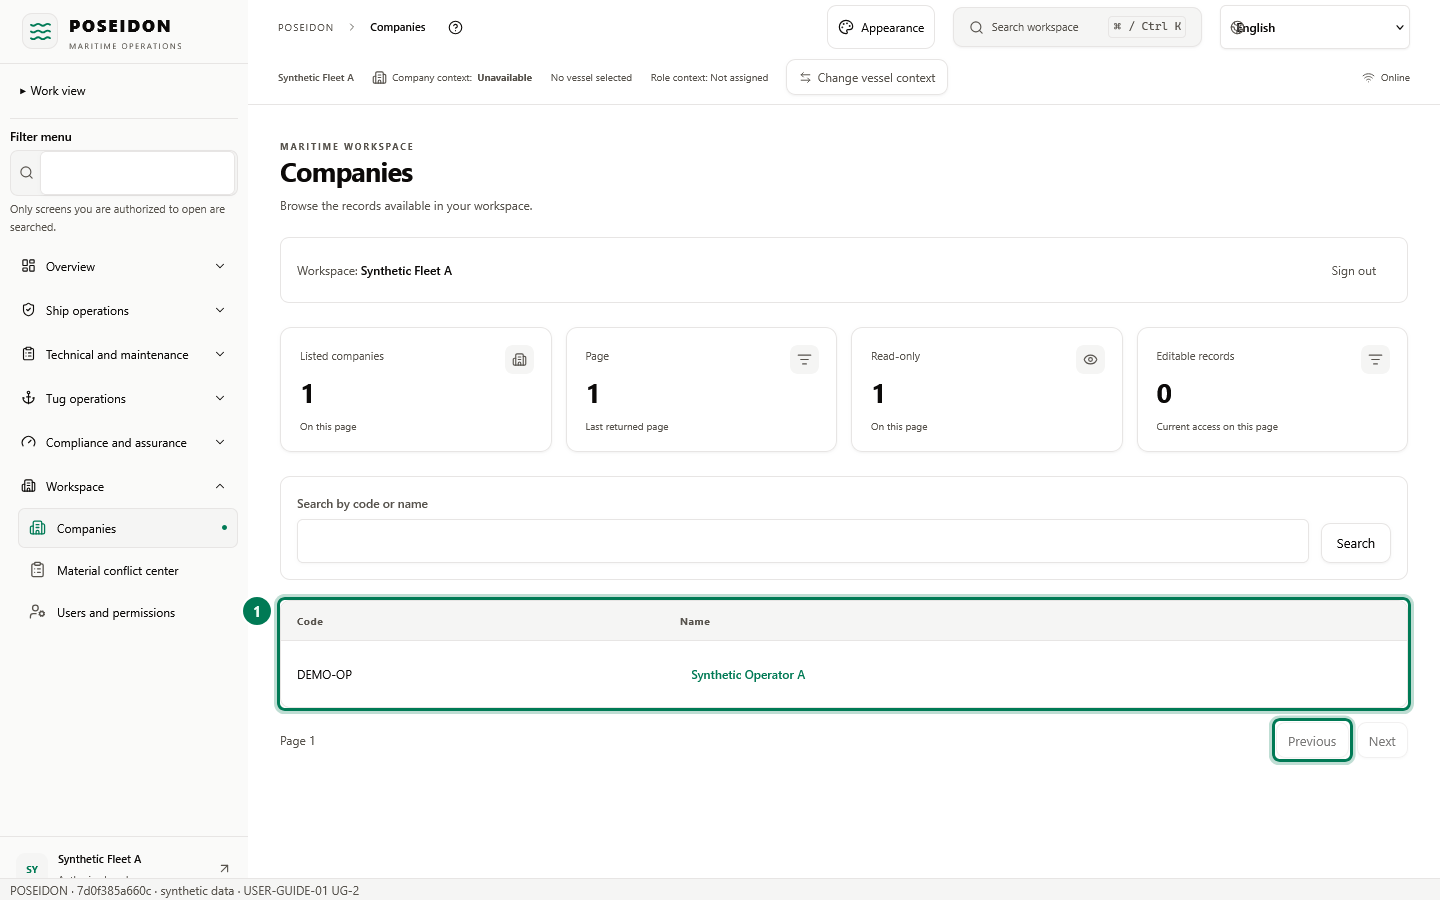 POSEIDON
MARITIME OPERATIONS
Work view
Filter menu
Only screens you are authorized to open are
searched.
Overview
Ship operations
Technical and maintenance
Tug operations
Compliance and assurance
Workspace
Companies
Material conflict center
Users and permissions
SY
Synthetic Fleet A
POSEIDON
Companies
Appearance
Search workspace
⌘ / Ctrl K
English
Synthetic Fleet A
Company context: Unavailable
No vessel selected
Role context: Not assigned
Change vessel context
Online
MARITIME WORKSPACE
Companies
Browse the records available in your workspace.
Workspace: Synthetic Fleet A
Sign out
Listed companies
1
On this page
Page
1
Last returned page
Read-only
1
On this page
Editable records
0
Current access on this page
Search by code or name
Search
1
Code
Name
DEMO-OP
Synthetic Operator A
Page 1
Previous
Next
POSEIDON · 7d0f385a660c · synthetic data · USER-GUIDE-01 UG-2